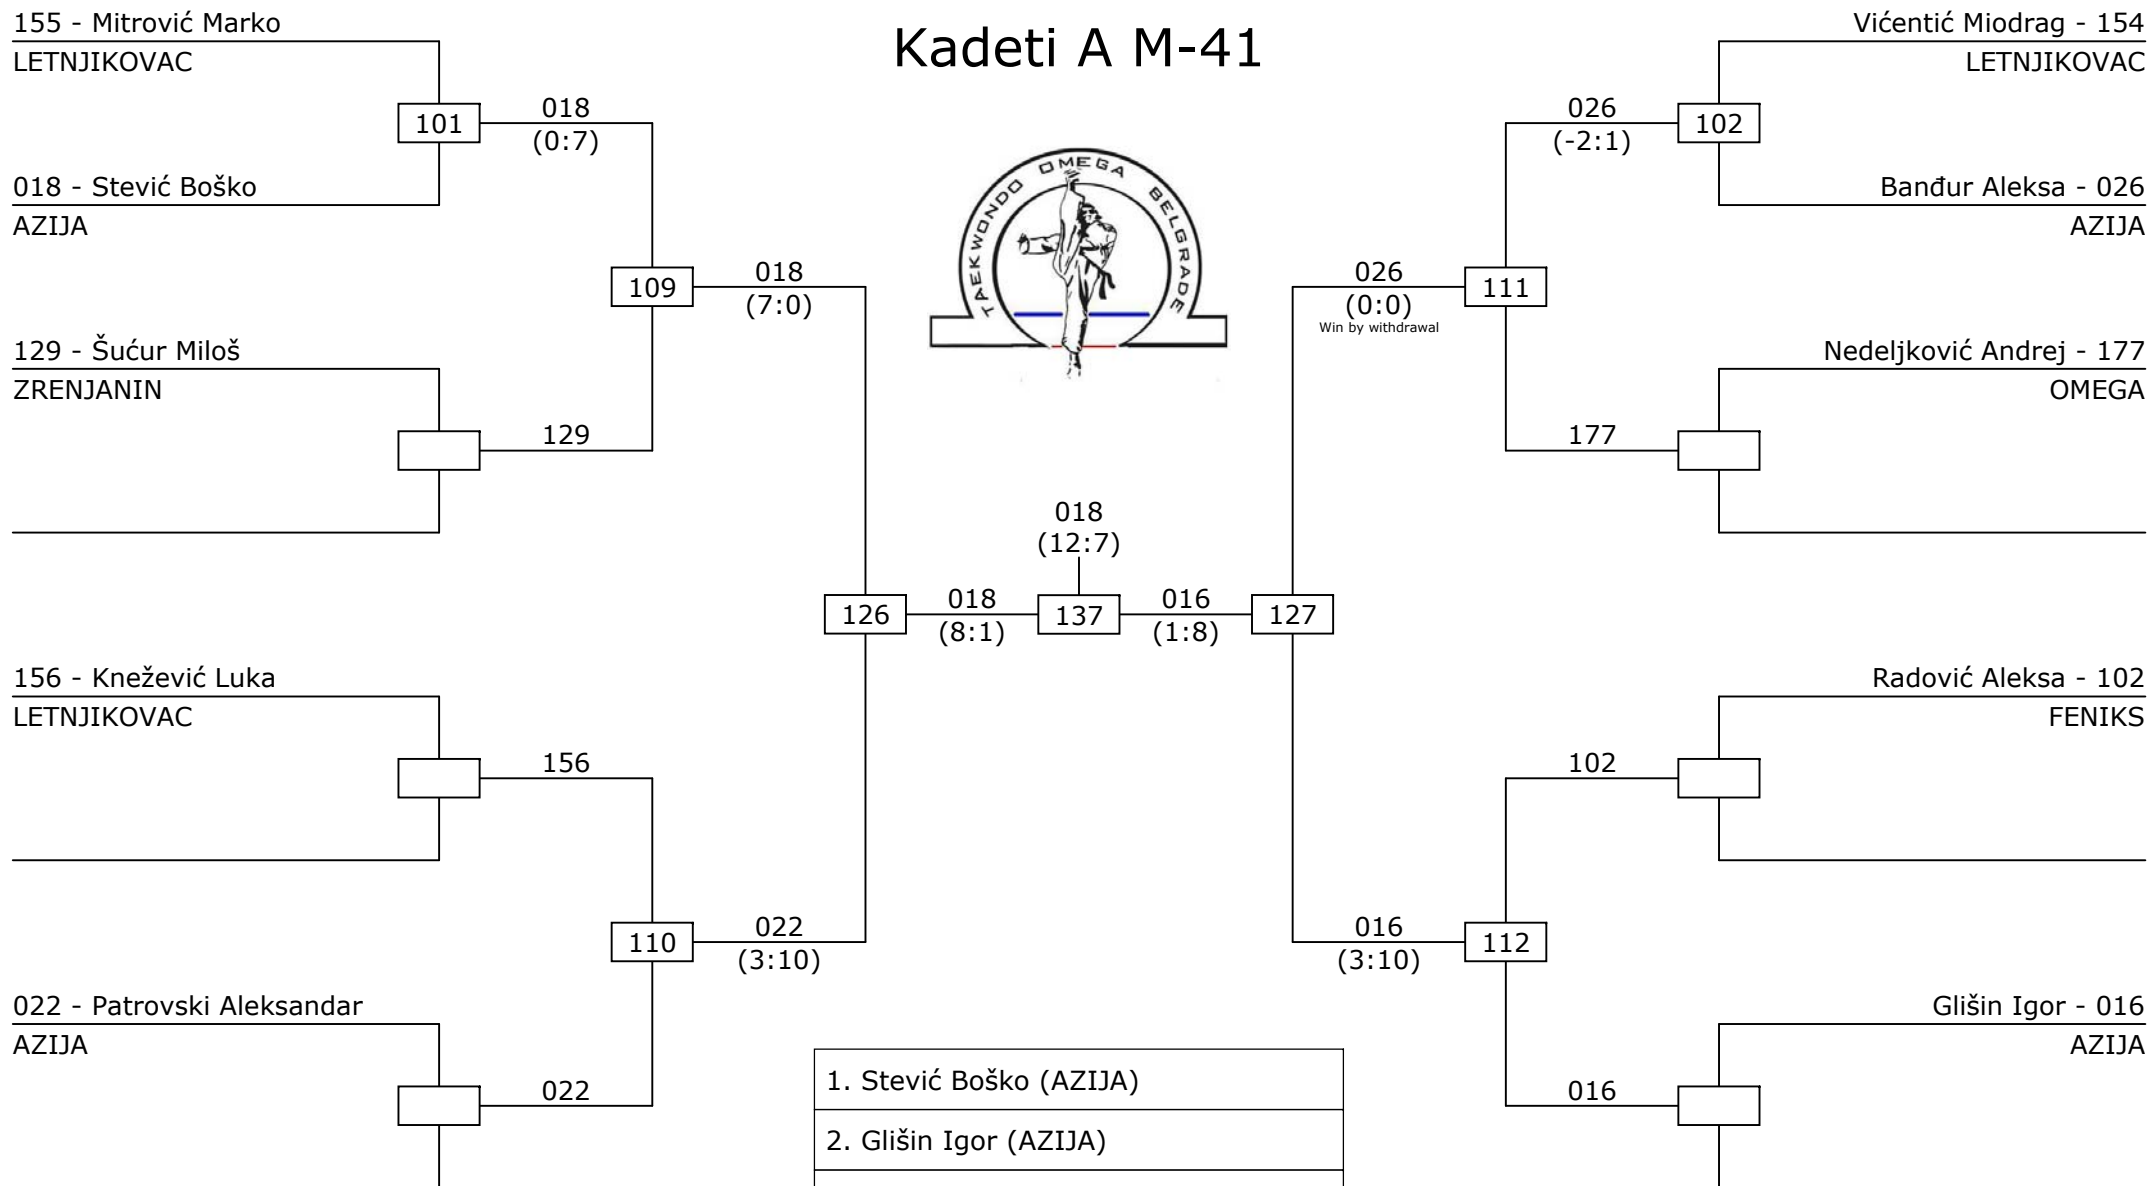 155 - Mitrović Marko
LETNJIKOVAC
Kadeti A M-41
Vićentić Miodrag - 154
LETNJIKOVAC
101
018
(0:7)
026
(-2:1)
102
018 - Stević Boško
AZIJA
TAEKWONDO OMEGA BELGRADE
Banđur Aleksa - 026
AZIJA
109
018
(7:0)
026
(0:0)
Win by withdrawal
111
129 - Šućur Miloš
ZRENJANIN
Nedeljković Andrej - 177
OMEGA
129
177
018
(12:7)
126
018
(8:1)
137
016
(1:8)
127
156 - Knežević Luka
LETNJIKOVAC
Radović Aleksa - 102
FENIKS
156
102
110
022
(3:10)
016
(3:10)
112
022 - Patrovski Aleksandar
AZIJA
Glišin Igor - 016
AZIJA
022
016
1. Stević Boško (AZIJA)
2. Glišin Igor (AZIJA)